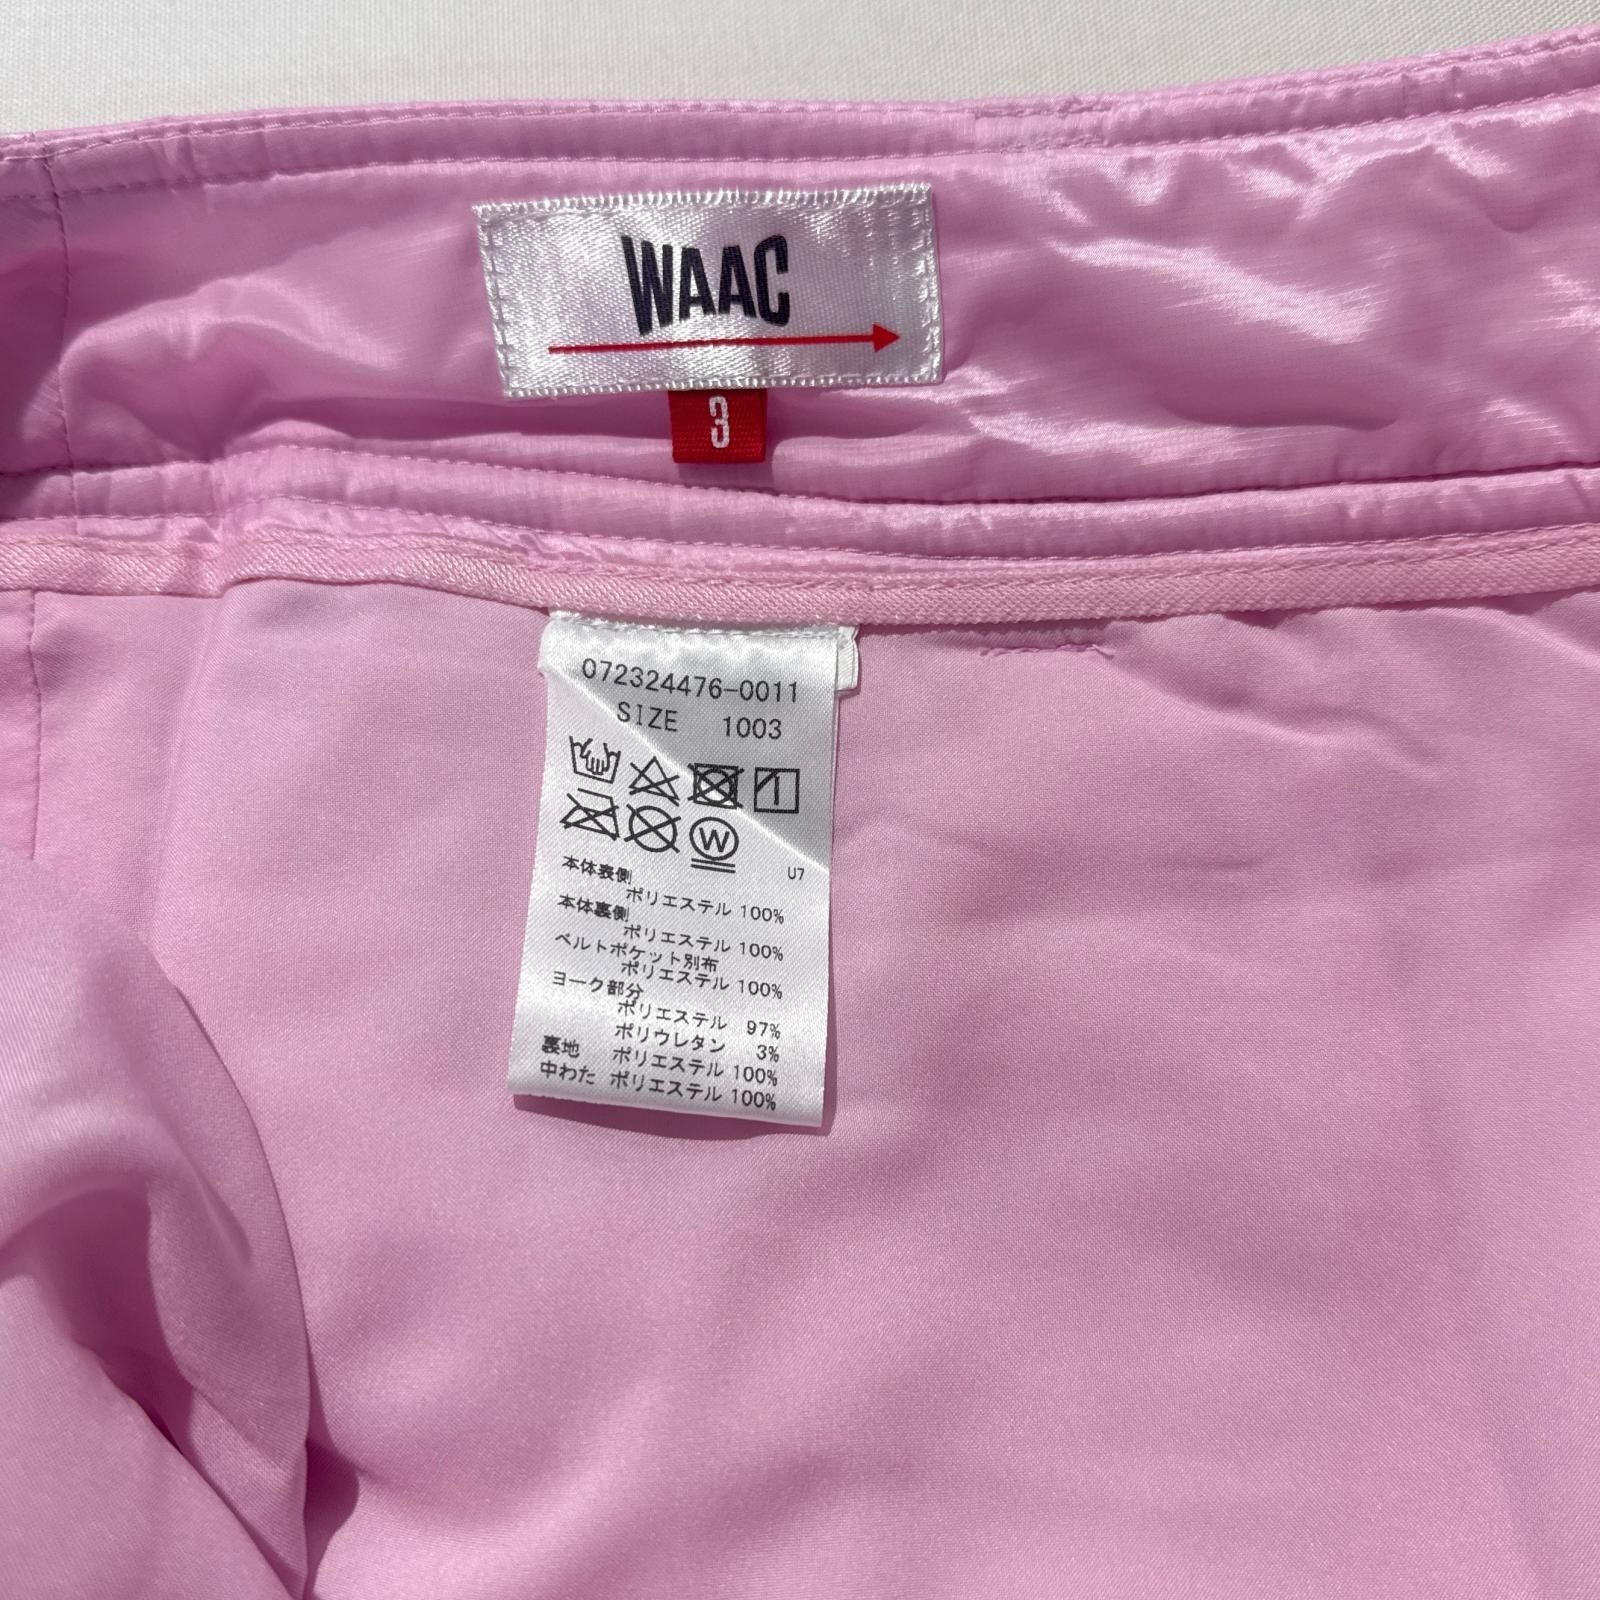 WAAC
3
072324476-0011
SIZE 1003
W
U7
本体表側
ポリエステル 100%
本体裏側
ポリエステル 100%
ベルトポケット別布
ポリエステル 100%
ヨーク部分
ポリエステル 97%
ポリウレタン 3%
裏地 ポリエステル 100%
中わた ポリエステル 100%